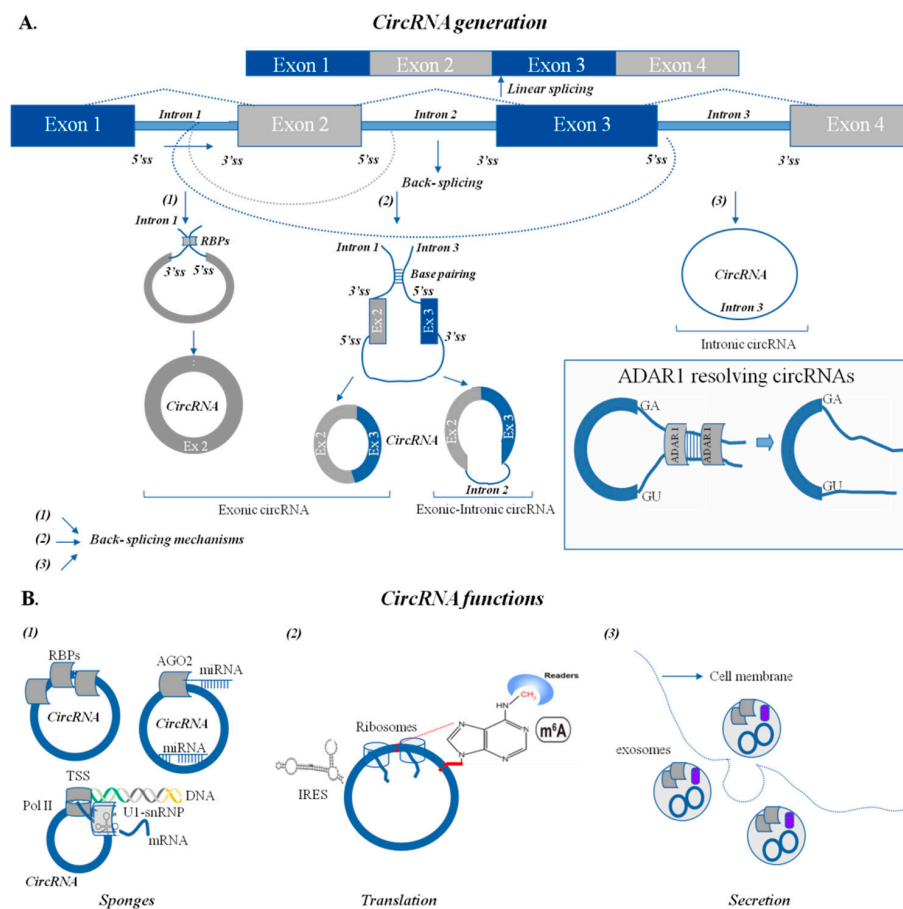 A.
CircRNA generation
Exon 1 Exon 2 Exon 3 Exon 4
Linear splicing
Exon 1 Intron 1 Exon 2 Intron 2 Exon 3 Intron 3 Exon 4
5'ss 3'ss 5'ss 3'ss 5'ss 3'ss
Back- splicing
(1) (2) (3)
Intron 1
RBPs
3'ss 5'ss
CircRNA
Ex 2
Intron 1 Intron 3
Base pairing
3'ss 5'ss
Ex 2 Ex 3
5'ss 3'ss
Ex 2 Ex 3
CircRNA
Ex 2 Ex 3
Intron 2
Exonic circRNA
Exonic-Intronic circRNA
CircRNA
Intron 3
Intronic circRNA
ADAR1 resolving circRNAs
GA GA
ADAR1 ADAR1
GU GU
(1)
(2) Back- splicing mechanisms
(3)
B.
CircRNA functions
(1)
RBPs
CircRNA
AGO2
miRNA
CircRNA
miRNA
TSS
DNA
Pol II
U1-snRNP
mRNA
CircRNA
Sponges
(2)
Readers
CH3
HN
N N
N N
m6A
Ribosomes
IRES
Translation
(3)
Cell membrane
exosomes
Secretion